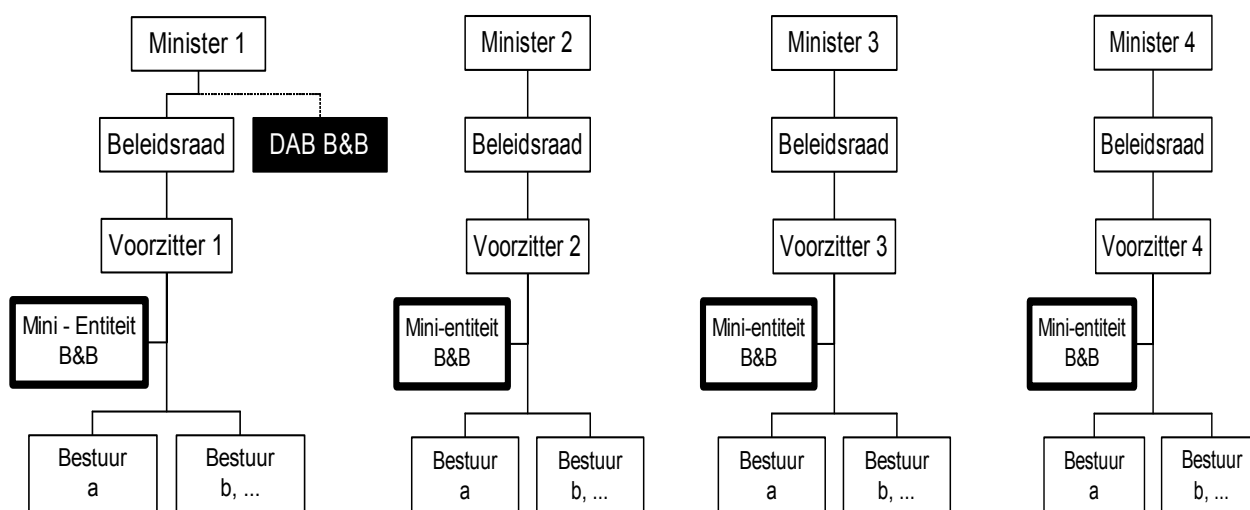 Minister 1
Minister 2
Minister 3
Minister 4
Beleidsraad
DAB B&B
Beleidsraad
Beleidsraad
Beleidsraad
Voorzitter 1
Voorzitter 2
Voorzitter 3
Voorzitter 4
Mini - Entiteit
B&B
Mini-entiteit
B&B
Mini-entiteit
B&B
Mini-entiteit
B&B
Bestuur
a
Bestuur
b, ...
Bestuur
a
Bestuur
b, ...
Bestuur
a
Bestuur
b, ...
Bestuur
a
Bestuur
b, ...